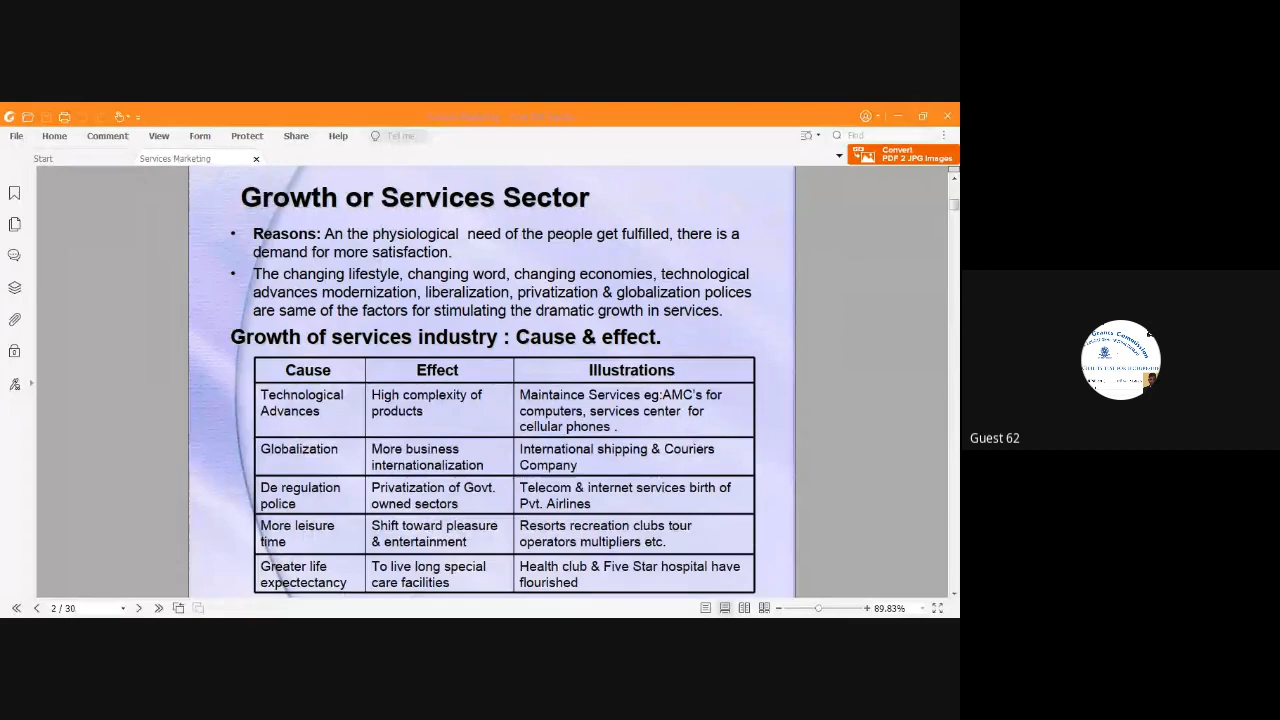 File Home Comment View Form Protect Share Help Tell me Find
Convert
PDF 2 JPG Images
Start Services Marketing
Growth or Services Sector
• Reasons: An the physiological need of the people get fulfilled, there is a
demand for more satisfaction.
• The changing lifestyle, changing word, changing economies, technological
advances modernization, liberalization, privatization & globalization polices
are same of the factors for stimulating the dramatic growth in services.
Growth of services industry : Cause & effect.
Cause Effect Illustrations
Technological High complexity of Maintaince Services eg:AMC's for
Advances products computers, services center for
cellular phones .
Globalization More business International shipping & Couriers
internationalization Company
De regulation Privatization of Govt. Telecom & internet services birth of
police owned sectors Pvt. Airlines
More leisure Shift toward pleasure Resorts recreation clubs tour
time & entertainment operators multipliers etc.
Greater life To live long special Health club & Five Star hospital have
expectectancy care facilities flourished
2 / 30 89.83%
Grants Commission
Guest 62